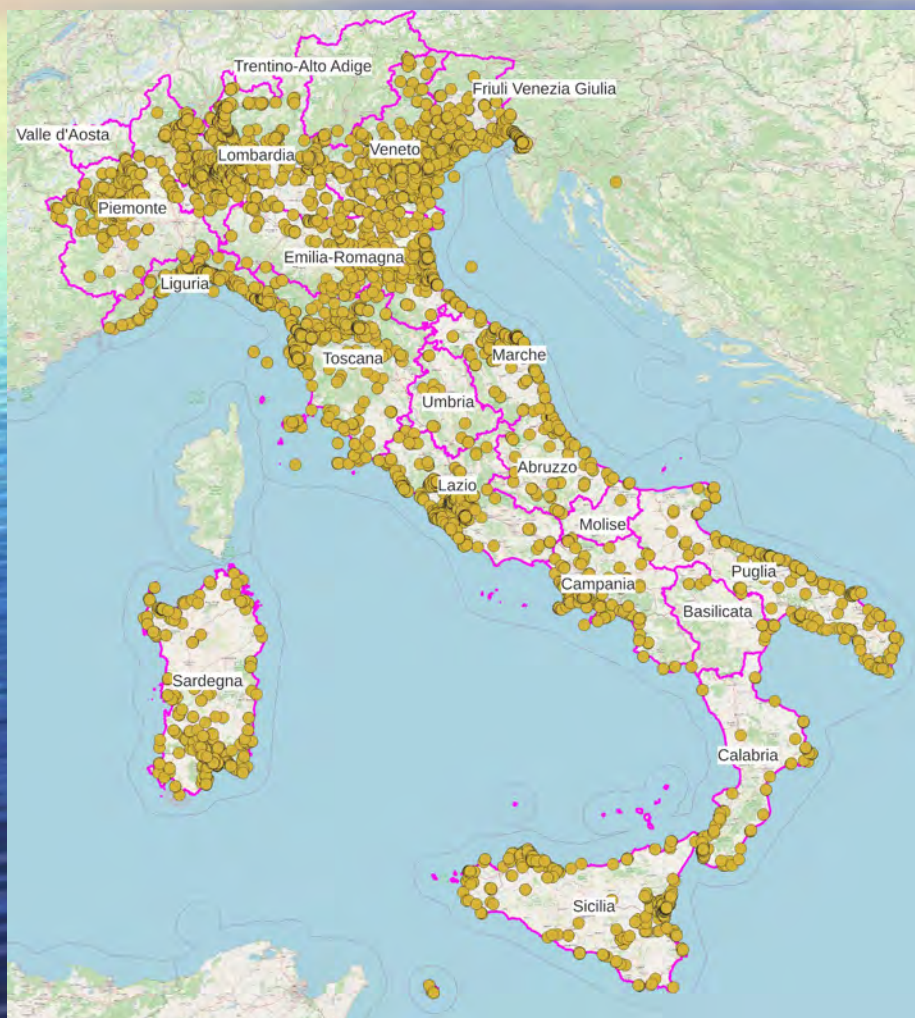 Trentino-Alto Adige
Friuli Venezia Giulia
Valle d'Aosta
Lombardia
Veneto
Piemonte
Emilia-Romagna
Liguria
Toscana
Marche
Umbria
Abruzzo
Lazio
Molise
Campania
Puglia
Basilicata
Sardegna
Calabria
Sicilia